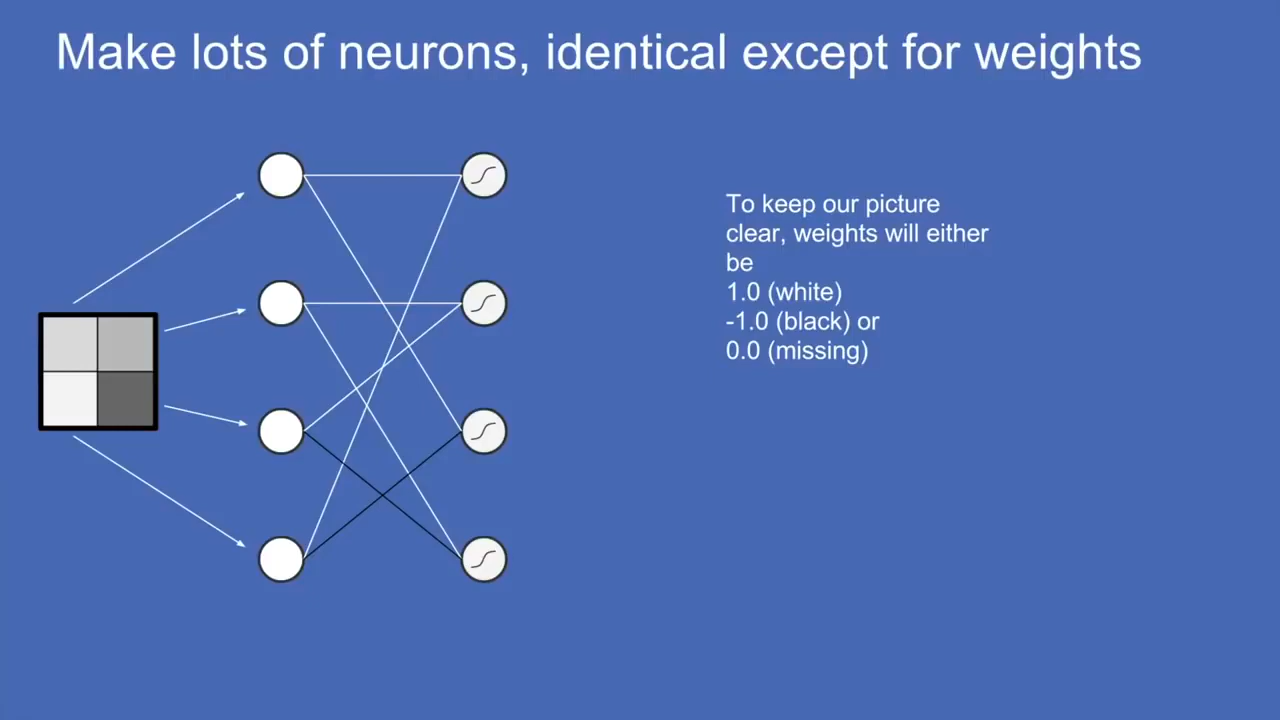 Make lots of neurons, identical except for weights
To keep our picture
clear, weights will either
be
1.0 (white)
-1.0 (black) or
0.0 (missing)